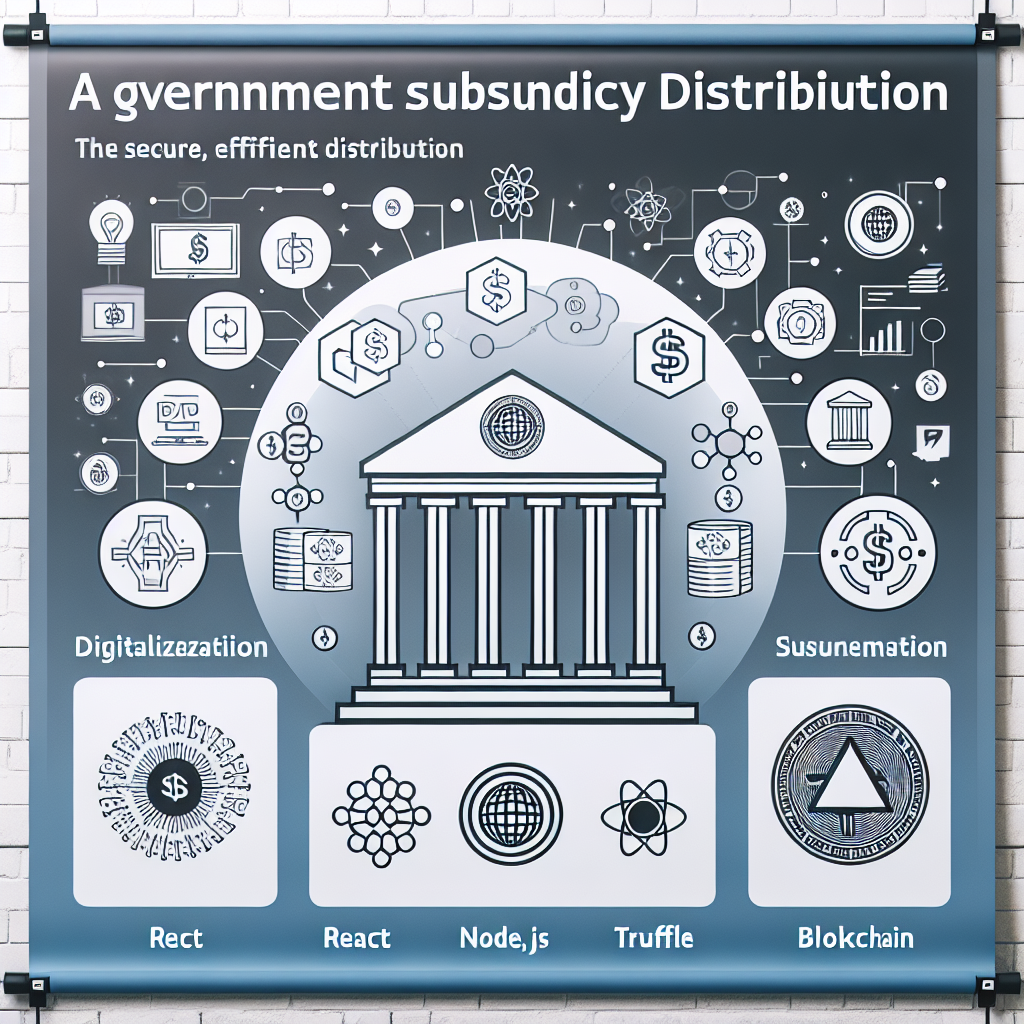 A gvernnment subsundicy Distribiution
The secure, effifient distribution
Digitalizezatiion
Susunemation
Rect
React
Node,js
Truffle
Blokchain